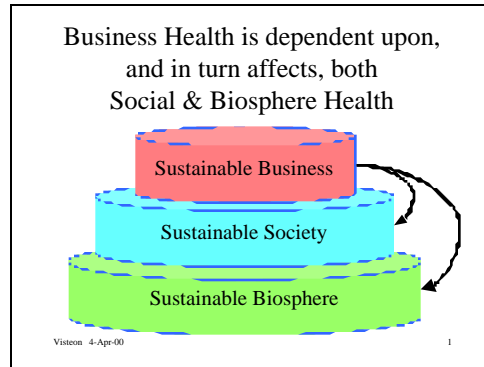 Business Health is dependent upon,
and in turn affects, both
Social & Biosphere Health
Sustainable Business
Sustainable Society
Sustainable Biosphere
Visteon 4-Apr-00 1